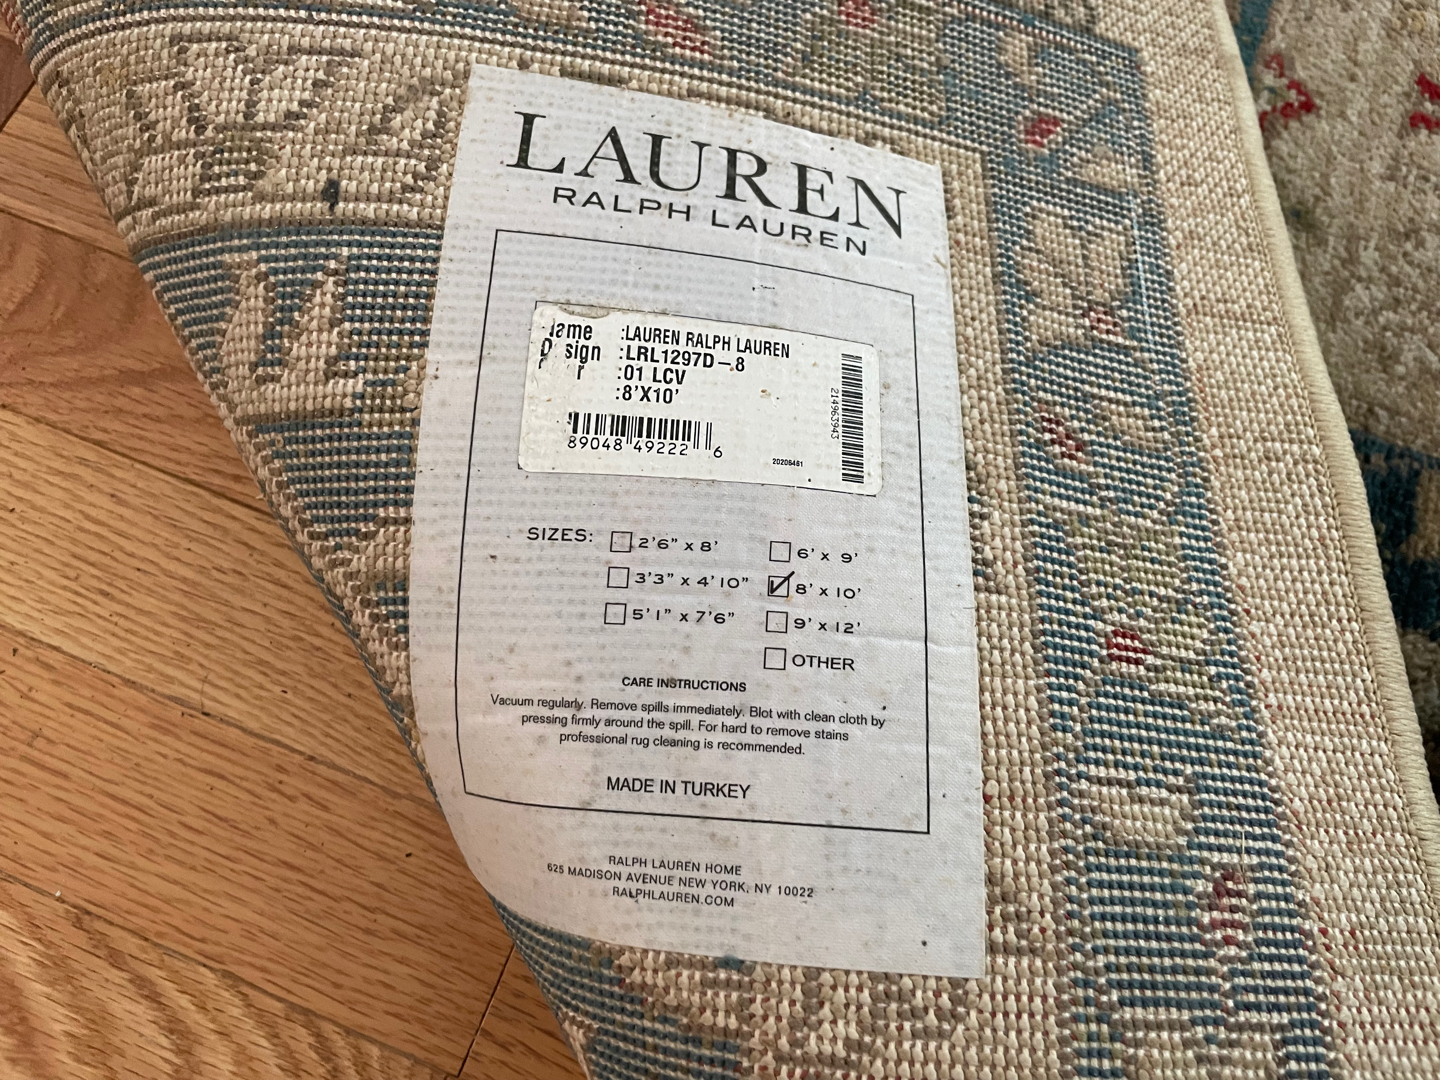 LAUREN
RALPH LAUREN
:LAUREN RALPH LAUREN
:LRL1297D-8
:01 LCV
:8'X10'
89048 49222 6
214963943
20206461
SIZES:
2'6" x 8'
6' x 9'
3'3" x 4'10"
8' x 10'
5'1" x 7'6"
9' x 12'
OTHER
CARE INSTRUCTIONS
Vacuum regularly. Remove spills immediately. Blot with clean cloth by
pressing firmly around the spill. For hard to remove stains
professional rug cleaning is recommended.
MADE IN TURKEY
RALPH LAUREN HOME
625 MADISON AVENUE NEW YORK, NY 10022
RALPHLAUREN.COM